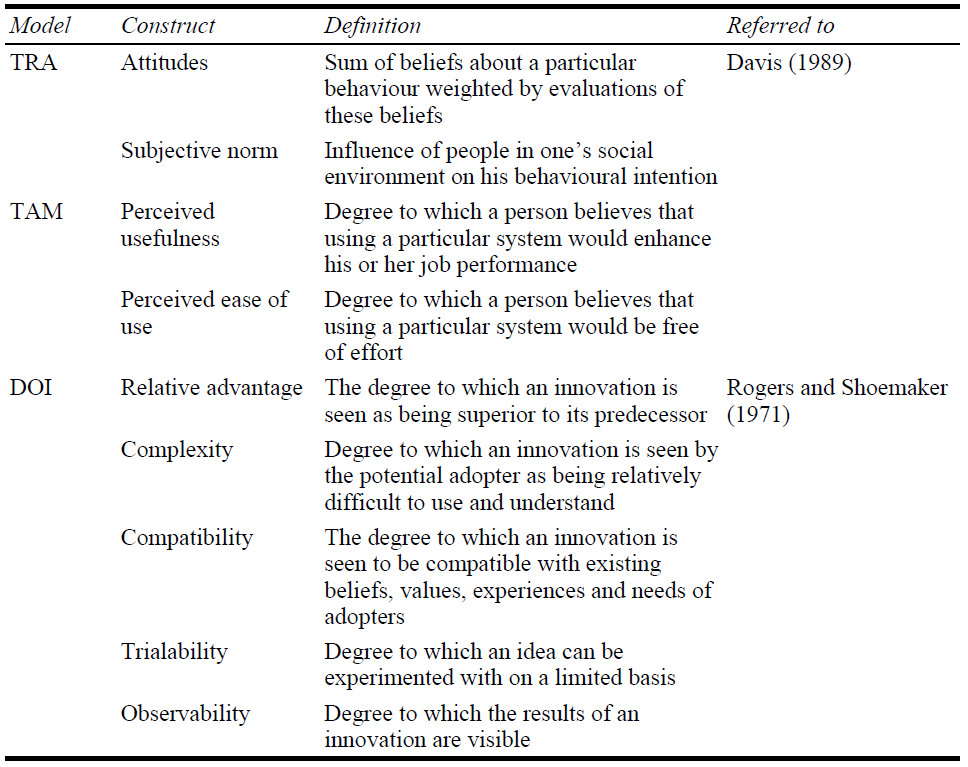 Model Construct Definition Referred to
TRA Attitudes Sum of beliefs about a particular Davis (1989)
behaviour weighted by evaluations of
these beliefs
Subjective norm Influence of people in one’s social
environment on his behavioural intention
TAM Perceived Degree to which a person believes that
usefulness using a particular system would enhance
his or her job performance
Perceived ease of Degree to which a person believes that
use using a particular system would be free
of effort
DOI Relative advantage The degree to which an innovation is Rogers and Shoemaker
seen as being superior to its predecessor (1971)
Complexity Degree to which an innovation is seen by
the potential adopter as being relatively
difficult to use and understand
Compatibility The degree to which an innovation is
seen to be compatible with existing
beliefs, values, experiences and needs of
adopters
Trialability Degree to which an idea can be
experimented with on a limited basis
Observability Degree to which the results of an
innovation are visible